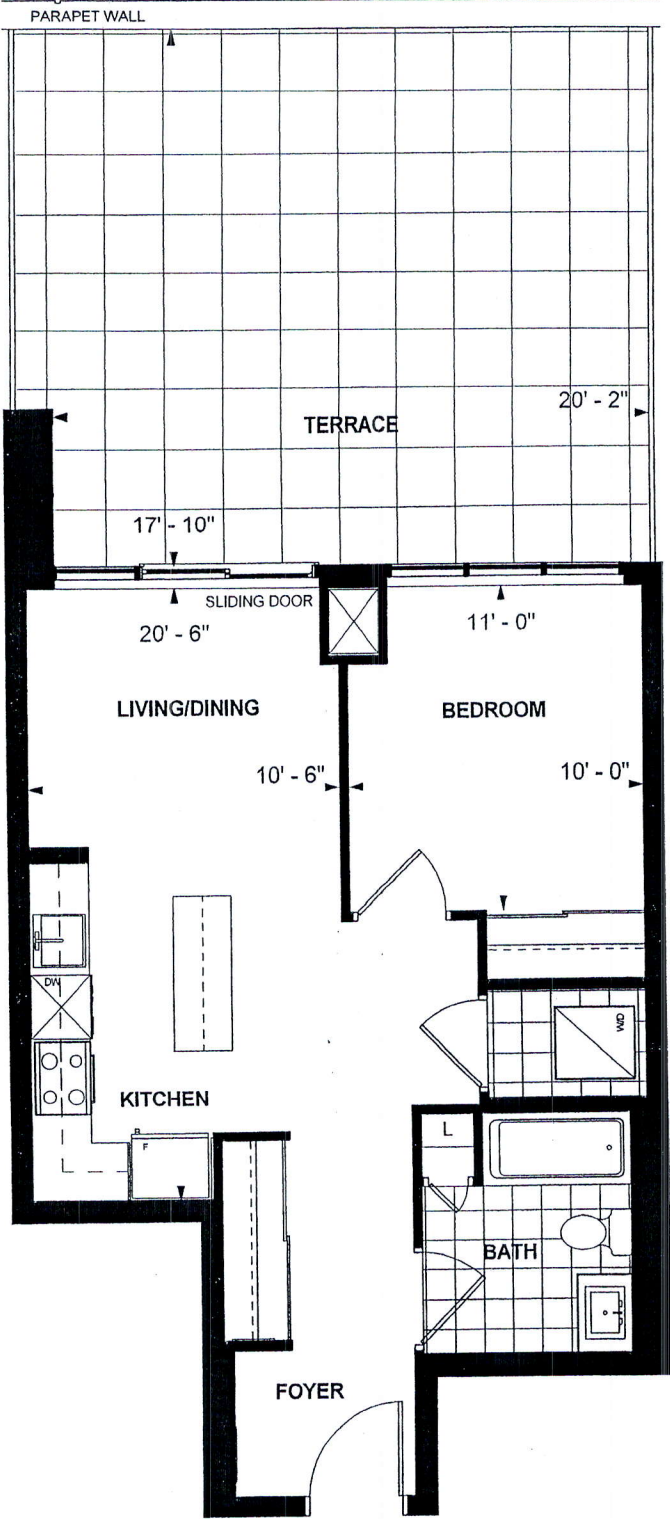 PARAPET WALL
20' - 2"
TERRACE
17' - 10"
SLIDING DOOR
20' - 6"
11' - 0"
LIVING/DINING
BEDROOM
10' - 6"
10' - 0"
DW
W/D
KITCHEN
L
F
BATH
FOYER